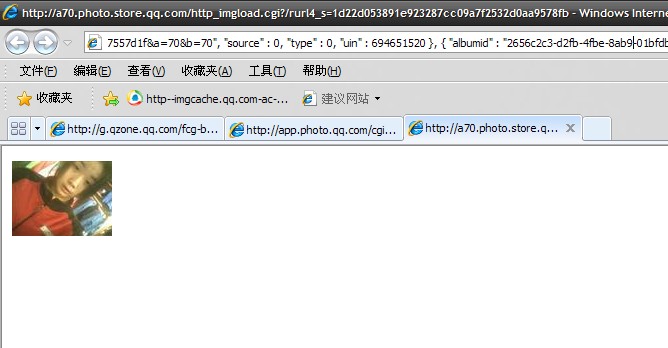 http://a70.photo.store.qq.com/http_imgload.cgi?/rurl4_s=1d22d053891e923287cc09a7f2532d0aa9578fb - Windows Interne
7557d1f&a=70&b=70", "source" : 0, "type" : 0, "uin" : 694651520 }, { "albumid" : "2656c2c3-d2fb-4fbe-8ab9-01bfdb
文件(F) 编辑(E) 查看(V) 收藏夹(A) 工具(T) 帮助(H)
收藏夹 http--imgcache.qq.com-ac-... 建议网站
http://g.qzone.qq.com/fcg-b... http://app.photo.qq.com/cgi... http://a70.photo.store.q...